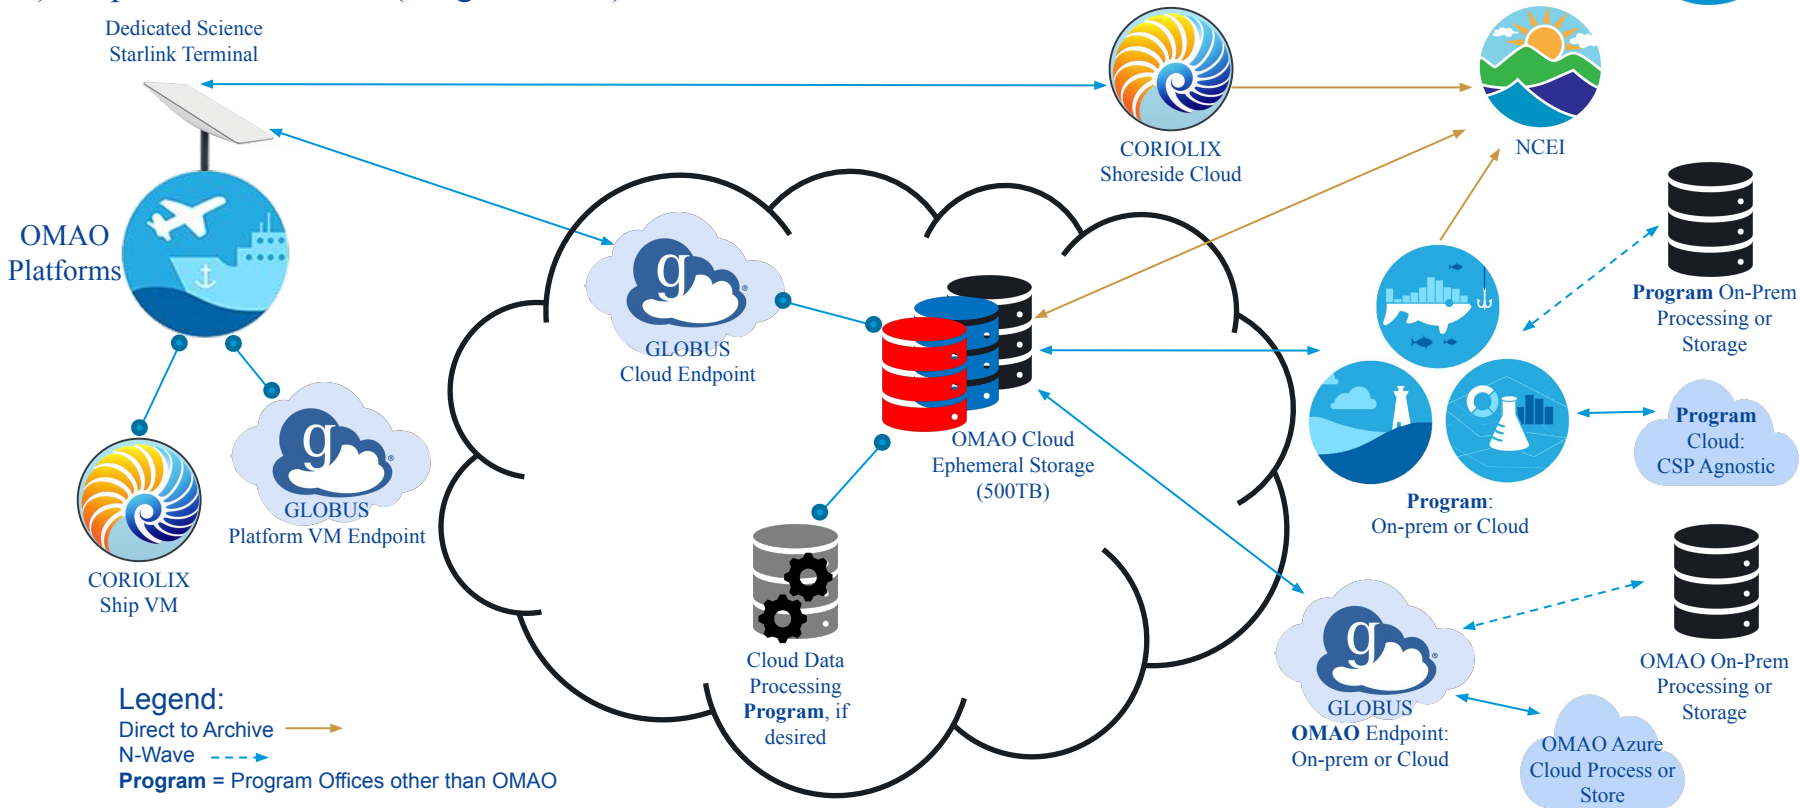 Dedicated Science
Starlink Terminal
OMAO
Platforms
CORIOLIX
Shoreside Cloud
NCEI
g
GLOBUS
Cloud Endpoint
Program On-Prem
Processing or
Storage
g
GLOBUS
Platform VM Endpoint
CORIOLIX
Ship VM
OMAO Cloud
Ephemeral Storage
(500TB)
Program:
On-prem or Cloud
Program
Cloud:
CSP Agnostic
Cloud Data
Processing
Program, if
desired
g
GLOBUS
OMAO Endpoint:
On-prem or Cloud
OMAO On-Prem
Processing or
Storage
OMAO Azure
Cloud Process or
Store
Legend:
Direct to Archive
N-Wave
Program = Program Offices other than OMAO